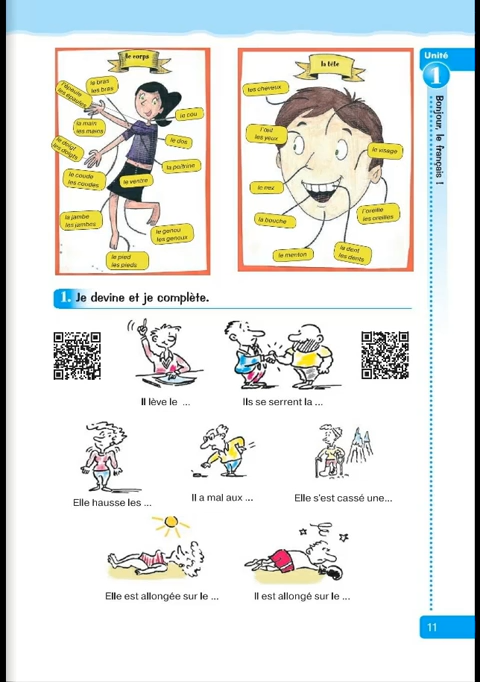 le corps
le bras
les bras
l'épaule
les épaules
le cou
la main
les mains
le dos
le doigt
les doigts
la poitrine
le coude
les coudes
le ventre
la jambe
les jambes
le genou
les genoux
le pied
les pieds
la tête
les cheveux
l'œil
les yeux
le visage
le nez
l'oreille
les oreilles
la bouche
la dent
les dents
le menton
Unité
1
Bonjour, le français !
1. Je devine et je complète.
Il lève le ...
Ils se serrent la ...
Elle hausse les ...
Il a mal aux ...
Elle s'est cassé une...
Elle est allongée sur le ...
Il est allongé sur le ...
11